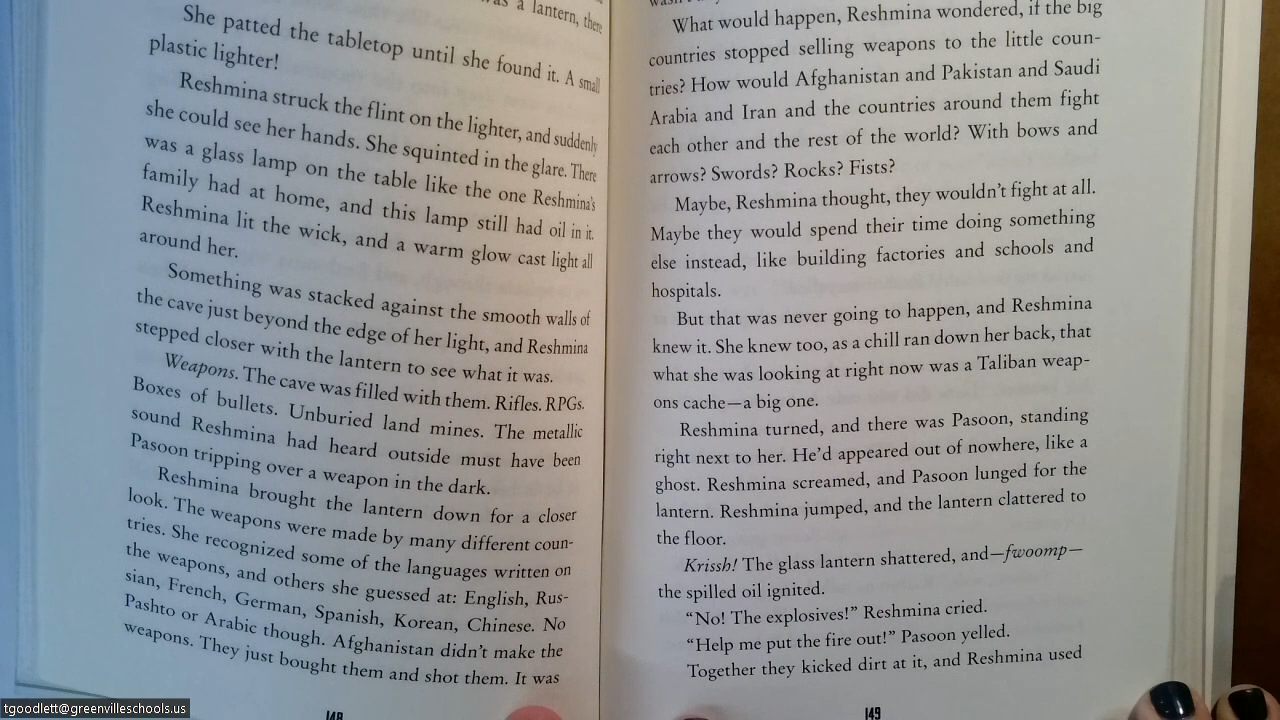 was a lantern, there
She patted the tabletop until she found it. A small
plastic lighter!
Reshmina struck the flint on the lighter, and suddenly
she could see her hands. She squinted in the glare. There
was a glass lamp on the table like the one Reshmina's
family had at home, and this lamp still had oil in it.
Reshmina lit the wick, and a warm glow cast light all
around her.
Something was stacked against the smooth walls of
the cave just beyond the edge of her light, and Reshmina
stepped closer with the lantern to see what it was.
Weapons. The cave was filled with them. Rifles. RPGs.
Boxes of bullets. Unburied land mines. The metallic
sound Reshmina had heard outside must have been
Pasoon tripping over a weapon in the dark.
Reshmina brought the lantern down for a closer
look. The weapons were made by many different coun-
tries. She recognized some of the languages written on
the weapons, and others she guessed at: English, Rus-
sian, French, German, Spanish, Korean, Chinese. No
Pashto or Arabic though. Afghanistan didn't make the
weapons. They just bought them and shot them. It was
148
What would happen, Reshmina wondered, if the big
countries stopped selling weapons to the little coun-
tries? How would Afghanistan and Pakistan and Saudi
Arabia and Iran and the countries around them fight
each other and the rest of the world? With bows and
arrows? Swords? Rocks? Fists?
Maybe, Reshmina thought, they wouldn't fight at all.
Maybe they would spend their time doing something
else instead, like building factories and schools and
hospitals.
But that was never going to happen, and Reshmina
knew it. She knew too, as a chill ran down her back, that
what she was looking at right now was a Taliban weap-
ons cache—a big one.
Reshmina turned, and there was Pasoon, standing
right next to her. He'd appeared out of nowhere, like a
ghost. Reshmina screamed, and Pasoon lunged for the
lantern. Reshmina jumped, and the lantern clattered to
the floor.
Krissh! The glass lantern shattered, and—fwoomp—
the spilled oil ignited.
"No! The explosives!" Reshmina cried.
"Help me put the fire out!" Pasoon yelled.
Together they kicked dirt at it, and Reshmina used
149
tgoodlett@greenvilleschools.us